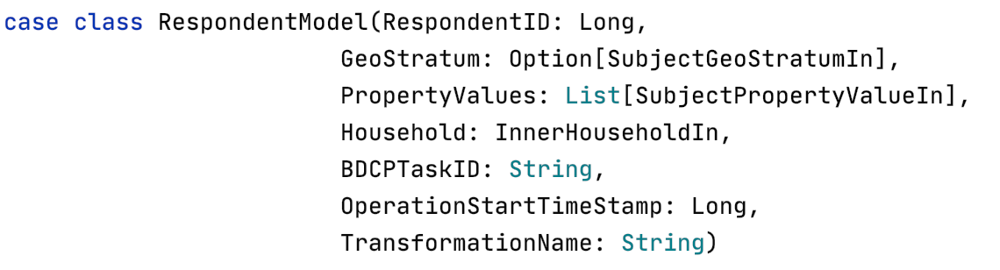 case class RespondentModel(RespondentID: Long,
GeoStratum: Option[SubjectGeoStratumIn],
PropertyValues: List[SubjectPropertyValueIn],
Household: InnerHouseholdIn,
BDCPTaskID: String,
OperationStartTimeStamp: Long,
TransformationName: String)